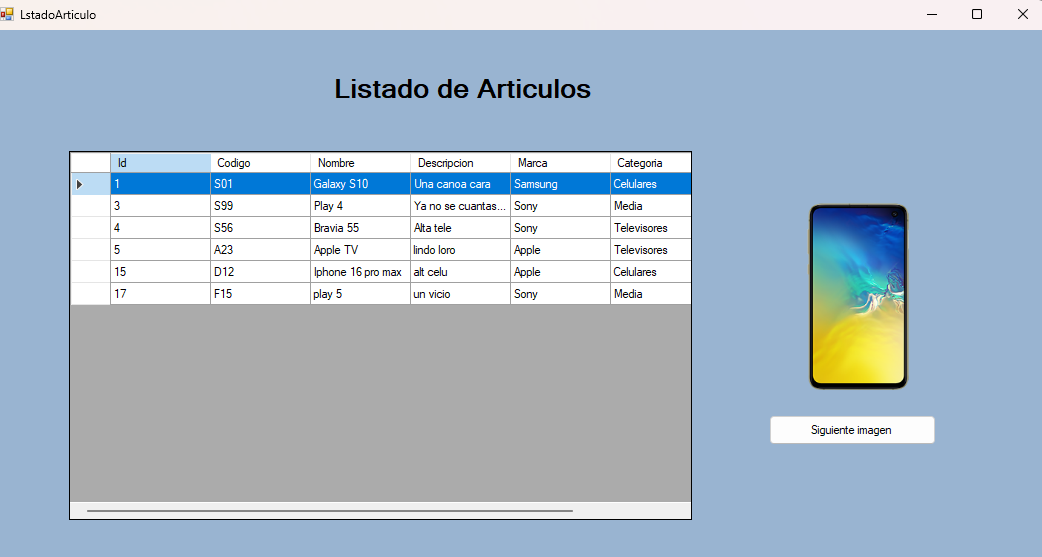 LstadoArticulo
Listado de Articulos
Id Codigo Nombre Descripcion Marca Categoria
1 S01 Galaxy S10 Una canoa cara Samsung Celulares
3 S99 Play 4 Ya no se cuantas... Sony Media
4 S56 Bravia 55 Alta tele Sony Televisores
5 A23 Apple TV lindo loro Apple Televisores
15 D12 Iphone 16 pro max alt celu Apple Celulares
17 F15 play 5 un vicio Sony Media
Siguiente imagen